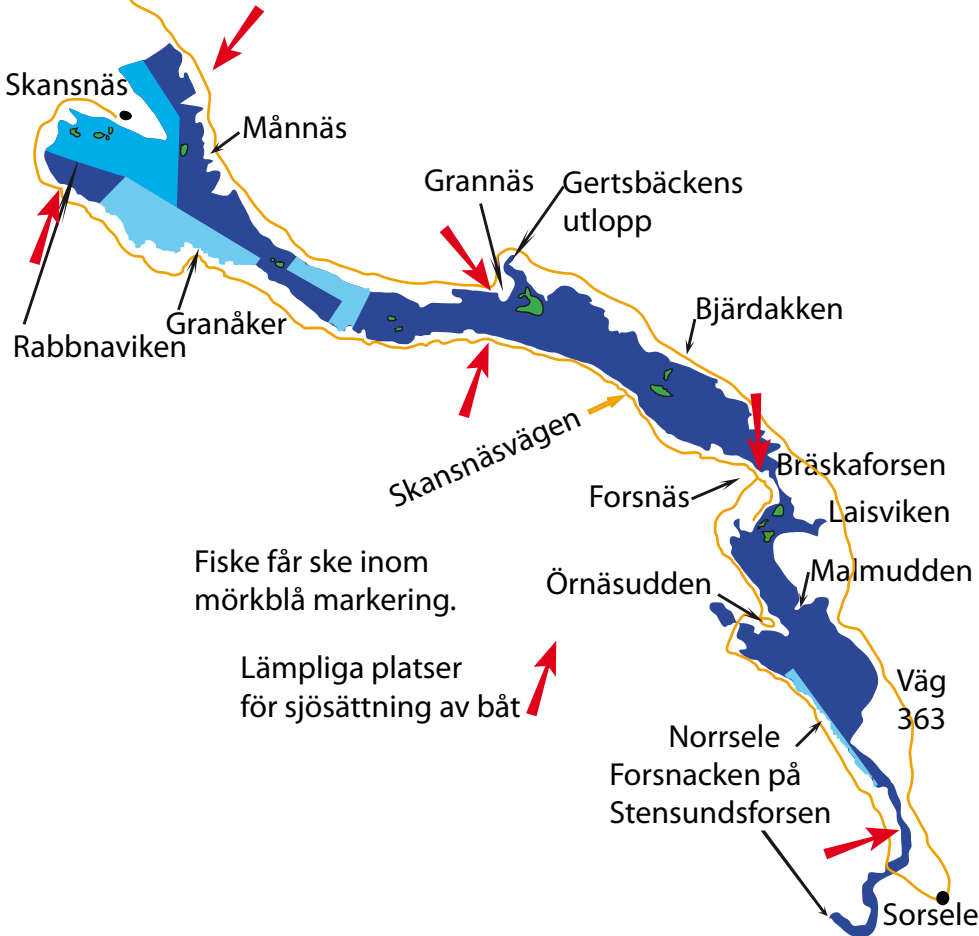 Skansnäs
Månnäs
Grannäs
Gertsbäckens
utlopp
Granåker
Rabbnaviken
Bjärdakken
Skansnäsvägen
Bräskaforsen
Forsnäs
Laisviken
Fiske får ske inom
mörkblå markering.
Örnäsudden
Malmudden
Lämpliga platser
för sjösättning av båt
Väg
363
Norrsele
Forsnacken på
Stensundsforsen
Sorsele